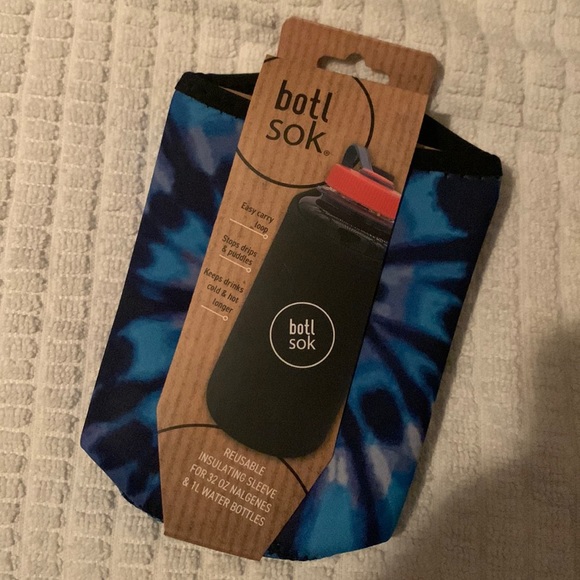 botl
sok®
Easy carry
loop
Stops drips
& puddles
Keeps drinks
cold & hot
longer
botl
sok
REUSABLE
INSULATING SLEEVE
FOR 32 OZ NALGENES
& 1L WATER BOTTLES